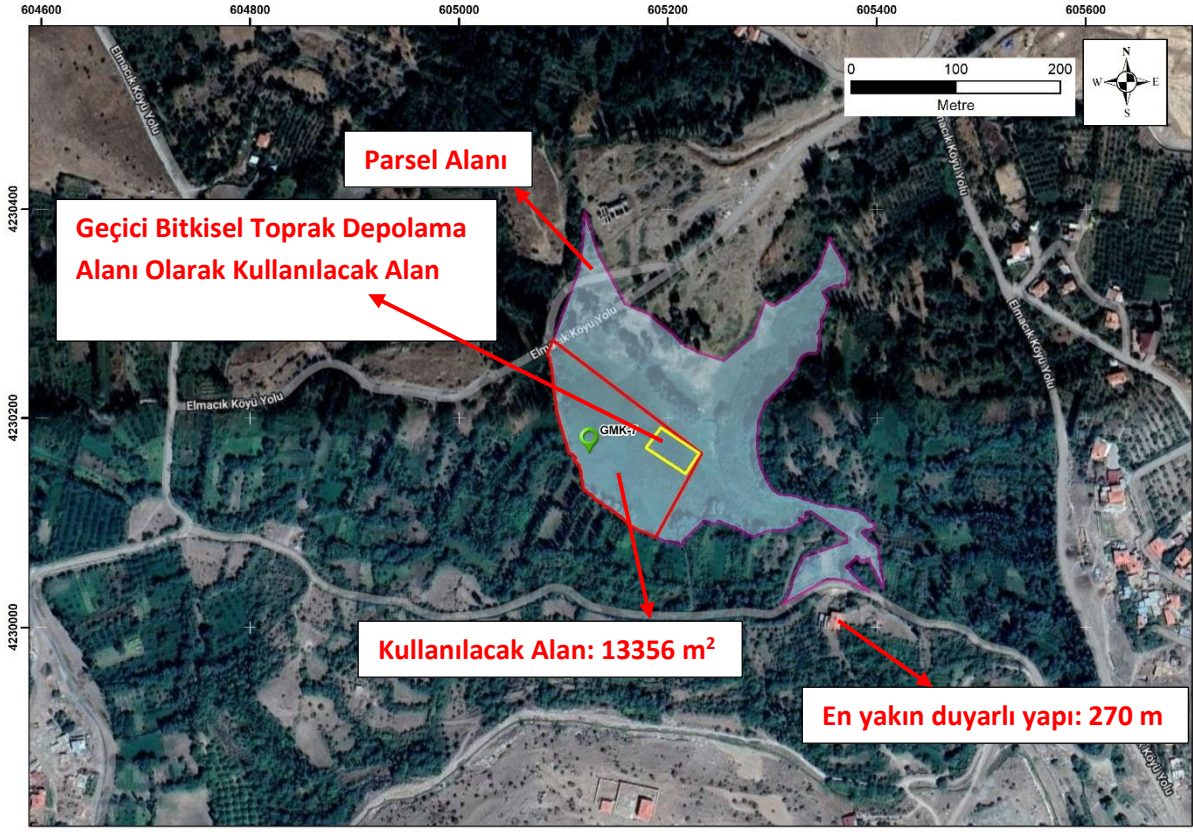 604600 604800 605000 605200 605400 605600
0 100 200
Metre
N
W E
S
Elmacık Köyü Yolu
Elmacık Köyü Yolu
Parsel Alanı
4230400
Geçici Bitkisel Toprak Depolama
Alanı Olarak Kullanılacak Alan
Elmacık Köyü Yolu
Elmacık Köyü Yolu
Elmacık Köyü Yolu
4230200
GMK-7
4230000
Kullanılacak Alan: 13356 m²
En yakın duyarlı yapı: 270 m
Köyü Yolu